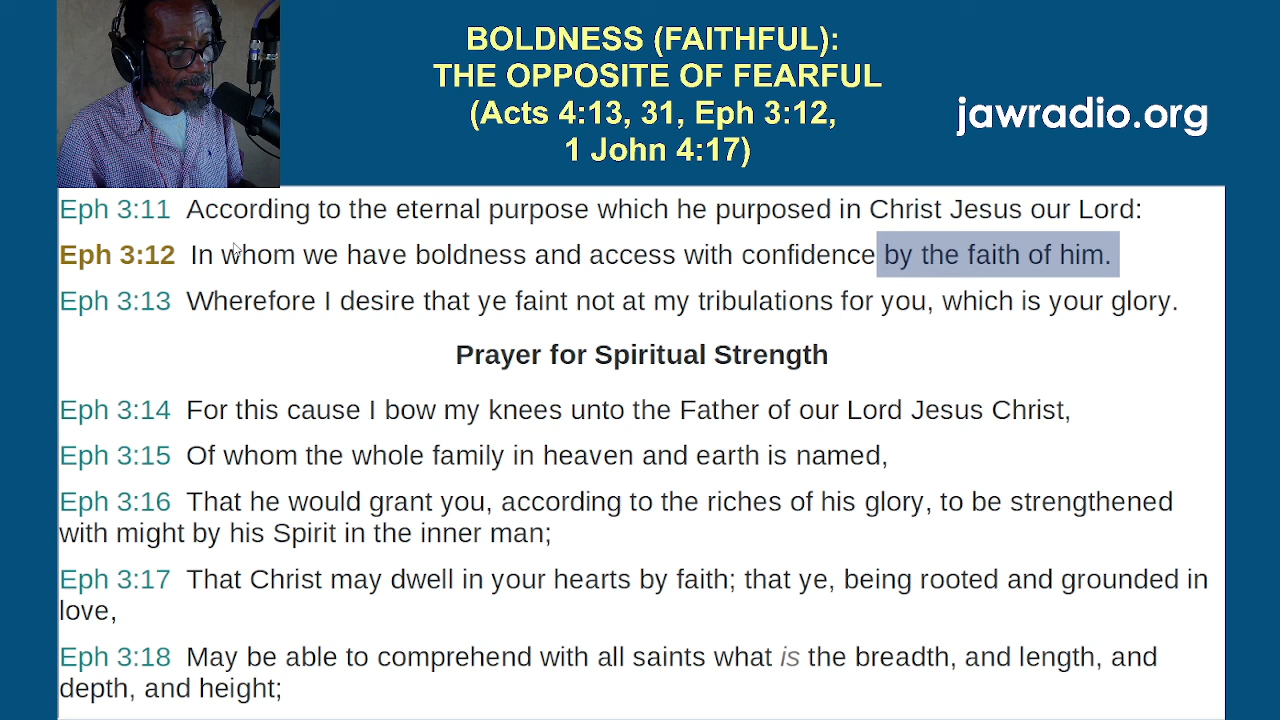 BOLDNESS (FAITHFUL):
THE OPPOSITE OF FEARFUL
(Acts 4:13, 31, Eph 3:12,
1 John 4:17)
jawradio.org
Eph 3:11 According to the eternal purpose which he purposed in Christ Jesus our Lord:
Eph 3:12 In whom we have boldness and access with confidence by the faith of him.
Eph 3:13 Wherefore I desire that ye faint not at my tribulations for you, which is your glory.
Prayer for Spiritual Strength
Eph 3:14 For this cause I bow my knees unto the Father of our Lord Jesus Christ,
Eph 3:15 Of whom the whole family in heaven and earth is named,
Eph 3:16 That he would grant you, according to the riches of his glory, to be strengthened
with might by his Spirit in the inner man;
Eph 3:17 That Christ may dwell in your hearts by faith; that ye, being rooted and grounded in
love,
Eph 3:18 May be able to comprehend with all saints what is the breadth, and length, and
depth, and height;